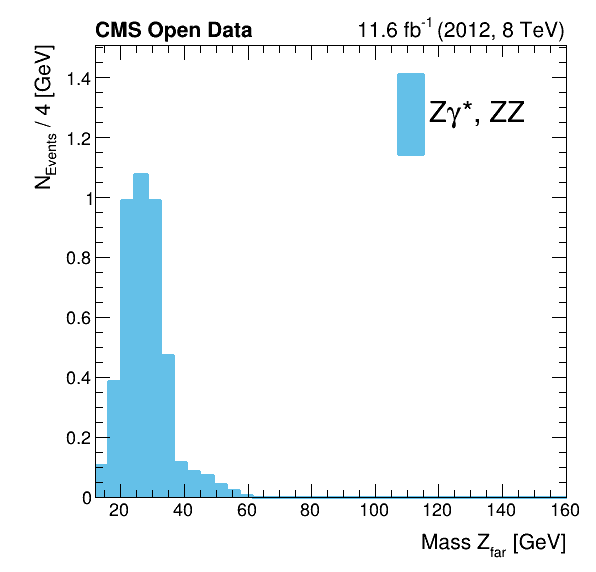 CMS Open Data 11.6 fb⁻¹ (2012, 8 TeV)
N_Events / 4 [GeV]
1.4
1.2
1
0.8
0.6
0.4
0.2
0
Zγ*, ZZ
20 40 60 80 100 120 140 160
Mass Z_far [GeV]